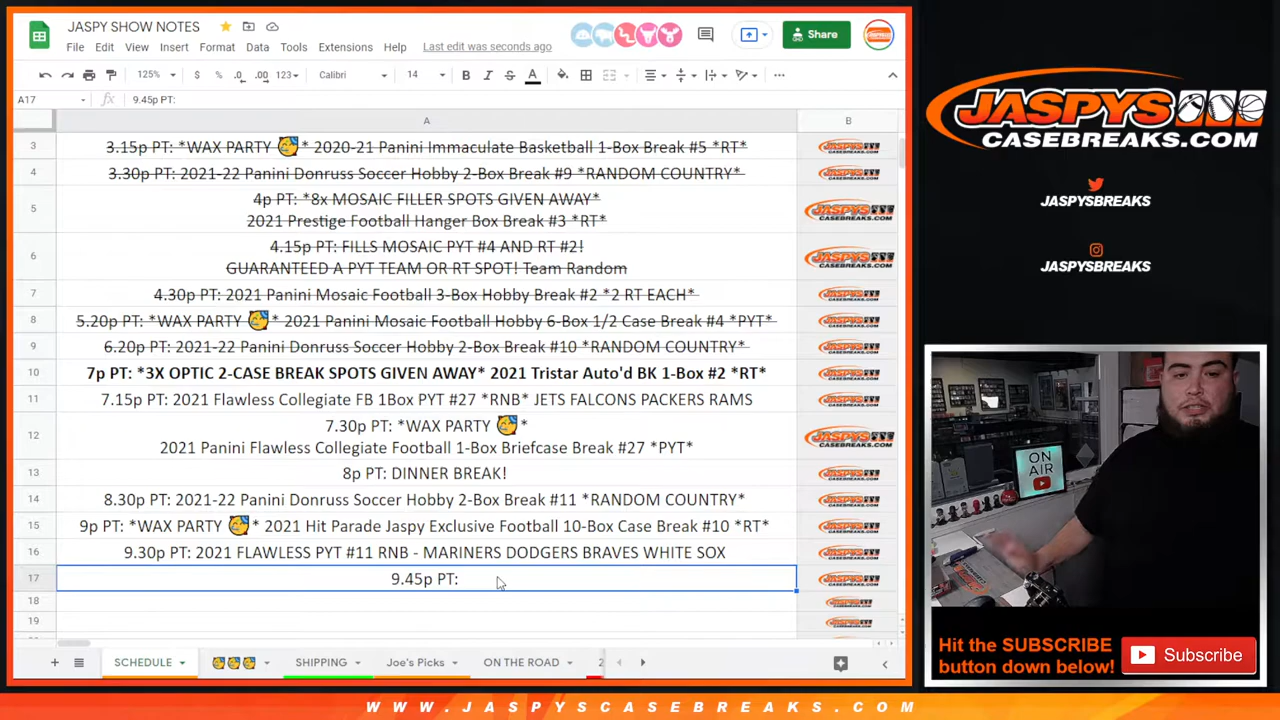 JASPY SHOW NOTES
File Edit View Insert Format Data Tools Extensions Help Last edit was seconds ago
Share
125% $ % .0 .00 123 Calibri 14 B I S A
A17 fx 9.45p PT:
A B
3 3.15p PT: *WAX PARTY 🥳* 2020-21 Panini Immaculate Basketball 1-Box Break #5 *RT*
4 3.30p PT: 2021-22 Panini Donruss Soccer Hobby 2-Box Break #9 *RANDOM COUNTRY*
5 4p PT: *8x MOSAIC FILLER SPOTS GIVEN AWAY*
2021 Prestige Football Hanger Box Break #3 *RT*
6 4.15p PT: FILLS MOSAIC PYT #4 AND RT #2!
GUARANTEED A PYT TEAM OR RT SPOT! Team Random
7 4.30p PT: 2021 Panini Mosaic Football 3-Box Hobby Break #2 *2 RT EACH*
8 5.20p PT: *WAX PARTY 🥳* 2021 Panini Mosaic Football Hobby 6-Box 1/2 Case Break #4 *PYT*
9 6.20p PT: 2021-22 Panini Donruss Soccer Hobby 2-Box Break #10 *RANDOM COUNTRY*
10 7p PT: *3X OPTIC 2-CASE BREAK SPOTS GIVEN AWAY* 2021 Tristar Auto'd BK 1-Box #2 *RT*
11 7.15p PT: 2021 Flawless Collegiate FB 1Box PYT #27 *RNB* JETS FALCONS PACKERS RAMS
12 7.30p PT: *WAX PARTY 🥳*
2021 Panini Flawless Collegiate Football 1-Box Briefcase Break #27 *PYT*
13 8p PT: DINNER BREAK!
14 8.30p PT: 2021-22 Panini Donruss Soccer Hobby 2-Box Break #11 *RANDOM COUNTRY*
15 9p PT: *WAX PARTY 🥳* 2021 Hit Parade Jaspy Exclusive Football 10-Box Case Break #10 *RT*
16 9.30p PT: 2021 FLAWLESS PYT #11 RNB - MARINERS DODGERS BRAVES WHITE SOX
17 9.45p PT:
18
19
SCHEDULE 🥳🥳🥳 SHIPPING Joe's Picks ON THE ROAD 2
JASPYS
CASEBREAKS.COM
JASPYSBREAKS
JASPYSBREAKS
ON
AIR
Hit the SUBSCRIBE
button down below!
Subscribe
WWW.JASPYSCASEBREAKS.COM